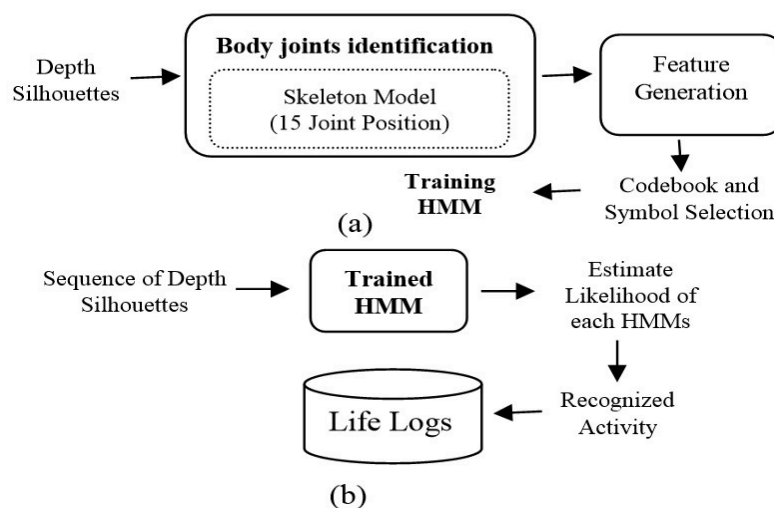 Depth
Silhouettes
Body joints identification
Skeleton Model
(15 Joint Position)
Feature
Generation
Codebook and
Symbol Selection
Training
HMM
(a)
Sequence of Depth
Silhouettes
Trained
HMM
Estimate
Likelihood of
each HMMs
Recognized
Activity
Life Logs
(b)